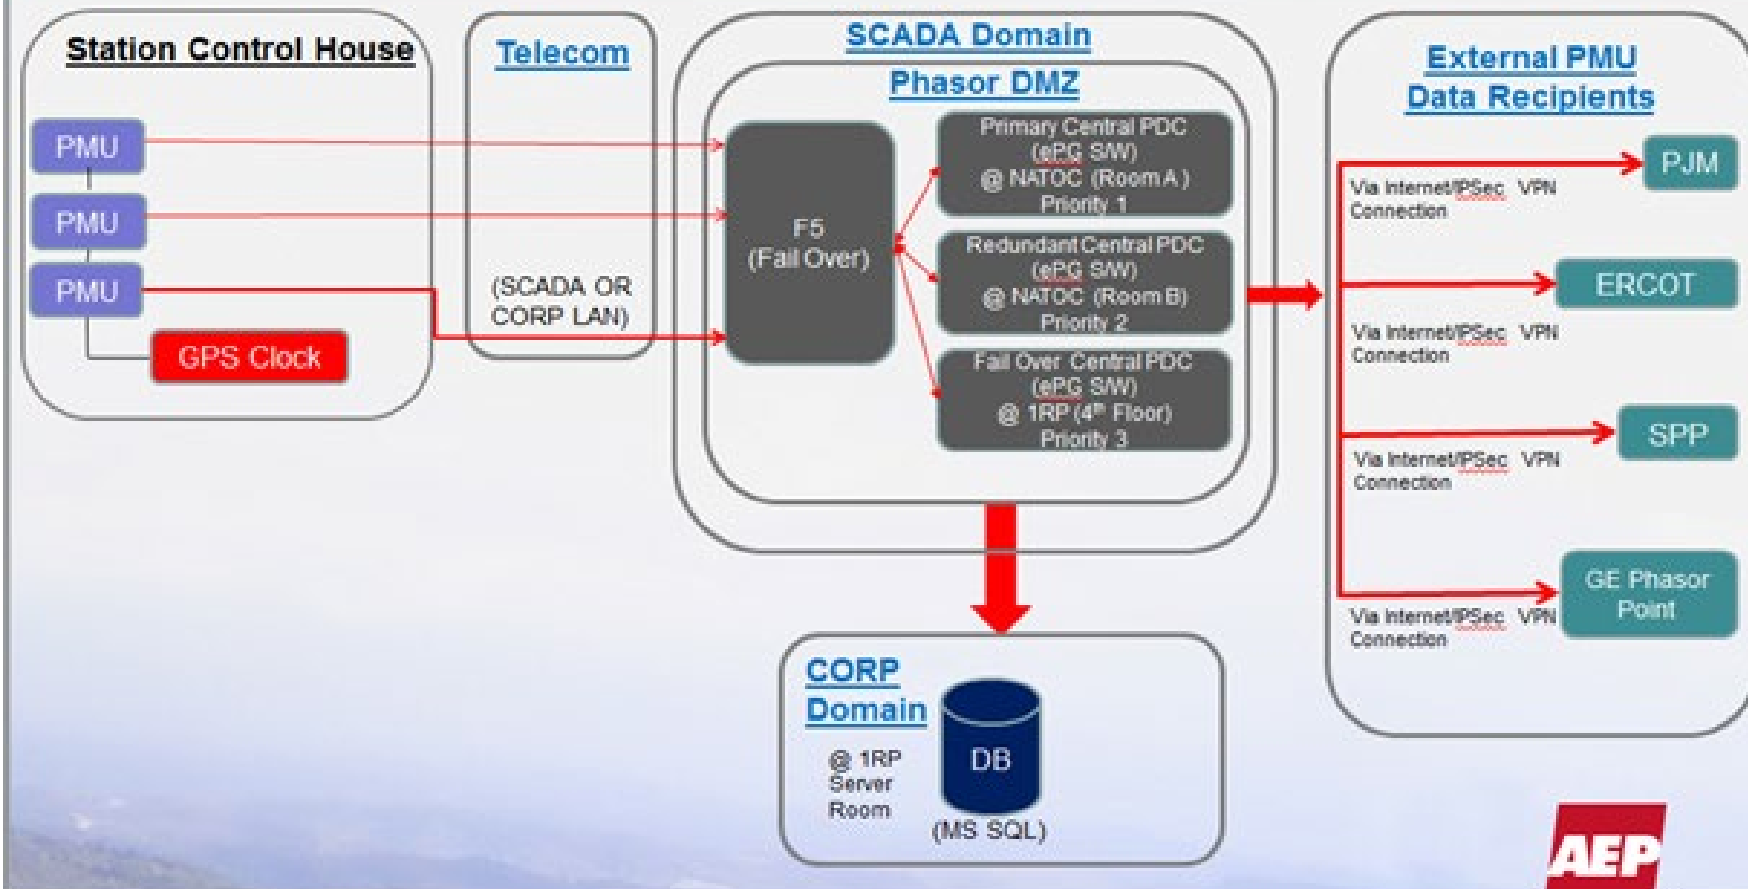 Station Control House
PMU
PMU
PMU
GPS Clock
Telecom
(SCADA OR
CORP LAN)
SCADA Domain
Phasor DMZ
F5
(Fail Over)
Primary Central PDC
(ePG S/W)
@ NATOC (Room A )
Priority 1
Redundant Central PDC
(ePG S/W)
@ NATOC (Room B)
Priority 2
Fail Over Central PDC
(ePG S/W)
@ 1RP (4th Floor)
Priority 3
External PMU
Data Recipients
PJM
Via Internet/IPSec VPN
Connection
ERCOT
Via Internet/IPSec VPN
Connection
SPP
Via Internet/IPSec VPN
Connection
GE Phasor
Point
Via Internet/IPSec VPN
Connection
CORP
Domain
@ 1RP
Server
Room
DB
(MS SQL)
AEP